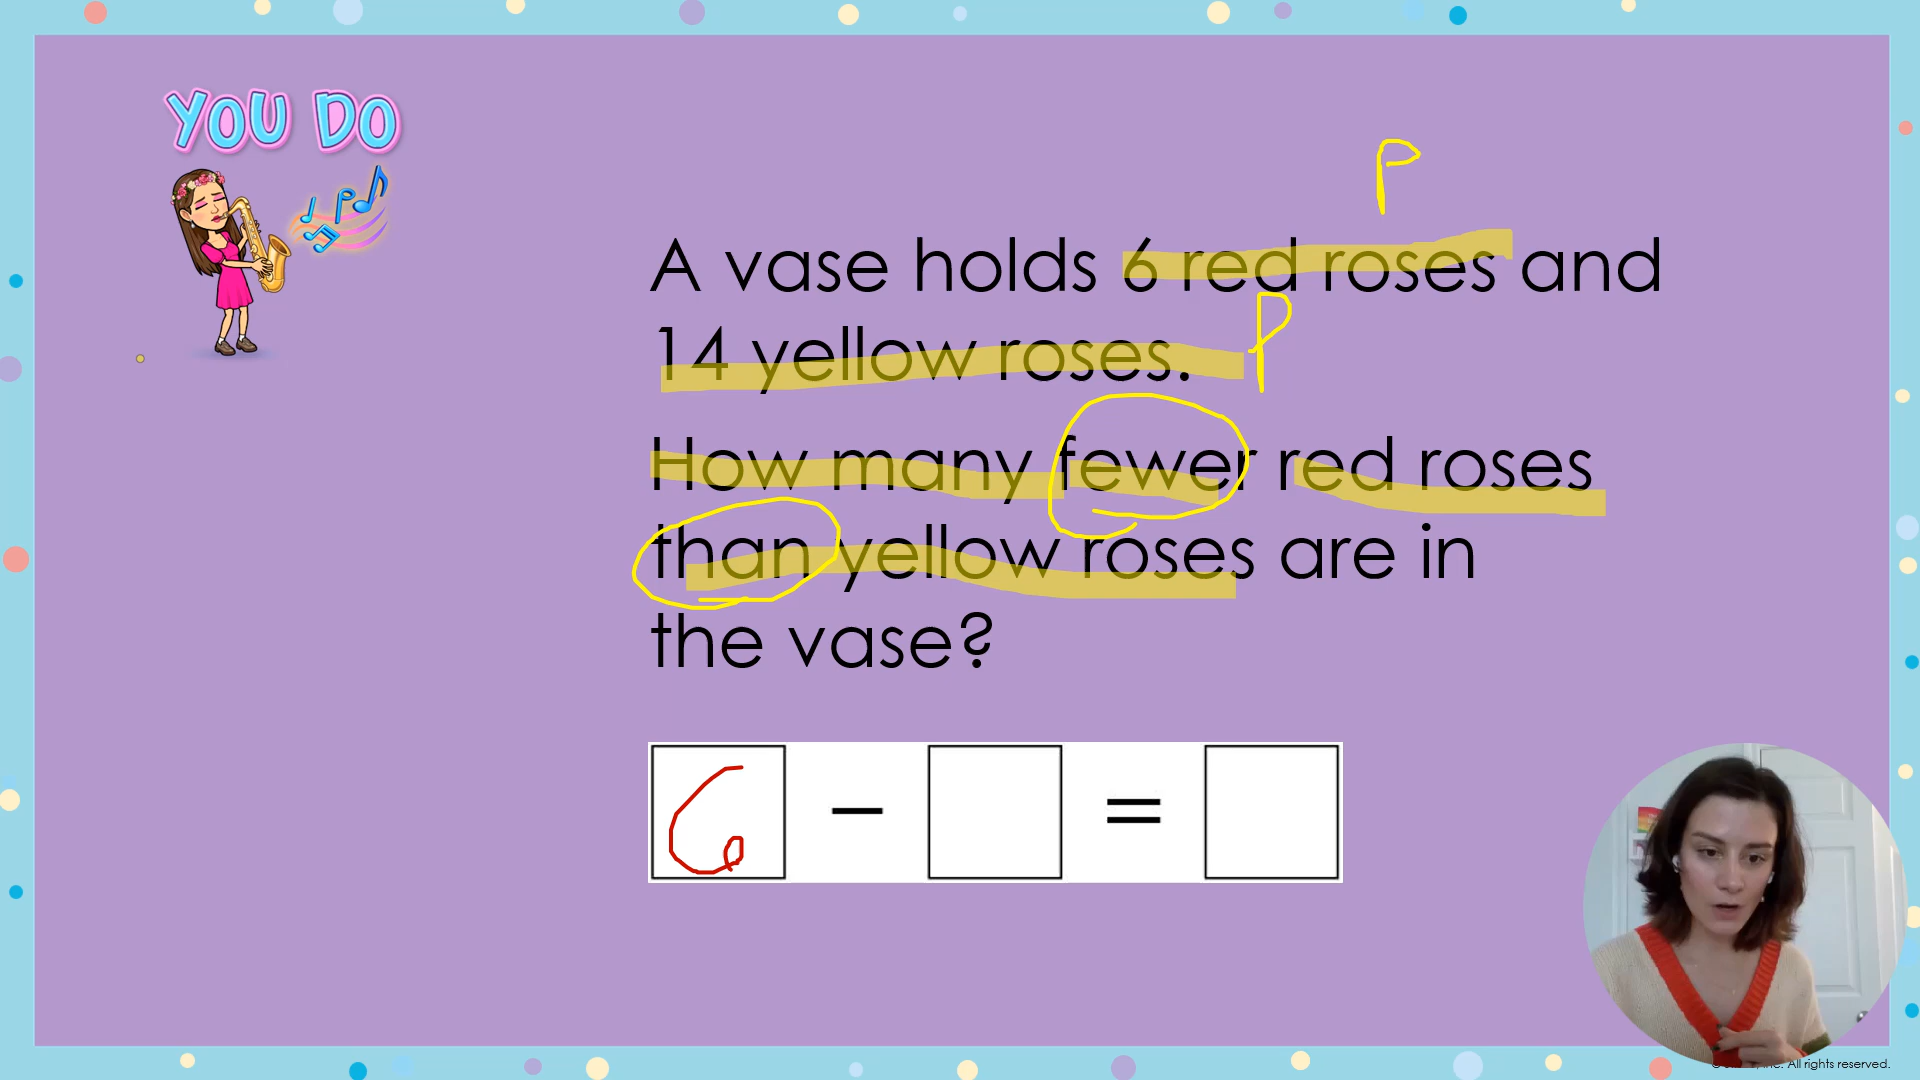 YOU DO
P
A vase holds 6 red roses and
14 yellow roses. P
How many fewer red roses
than yellow roses are in
the vase?
6 - =
All rights reserved.